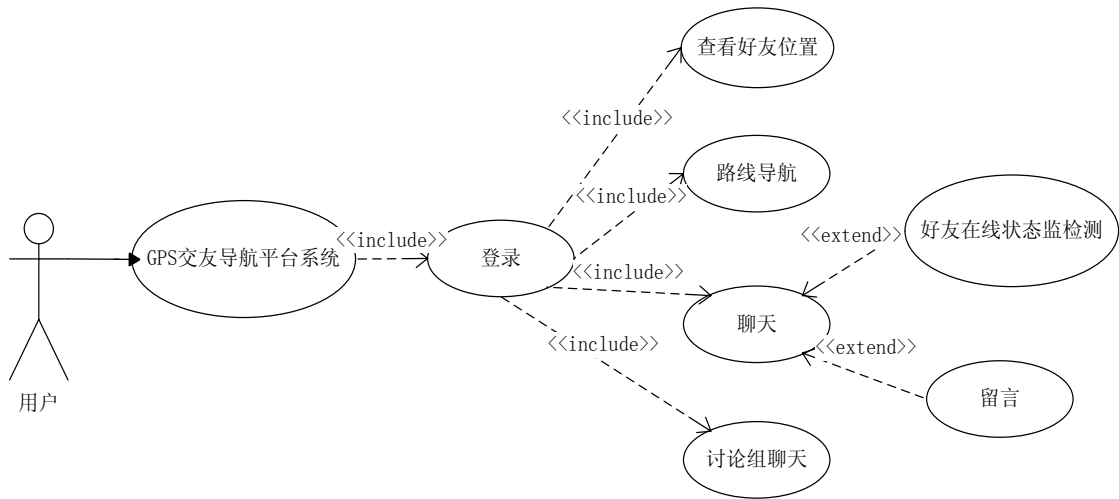 查看好友位置
<<include>>
路线导航
<<include>>
好友在线状态监检测
<<extend>>
<<include>>
GPS交友导航平台系统
登录
<<include>>
聊天
<<include>>
<<extend>>
用户
留言
讨论组聊天